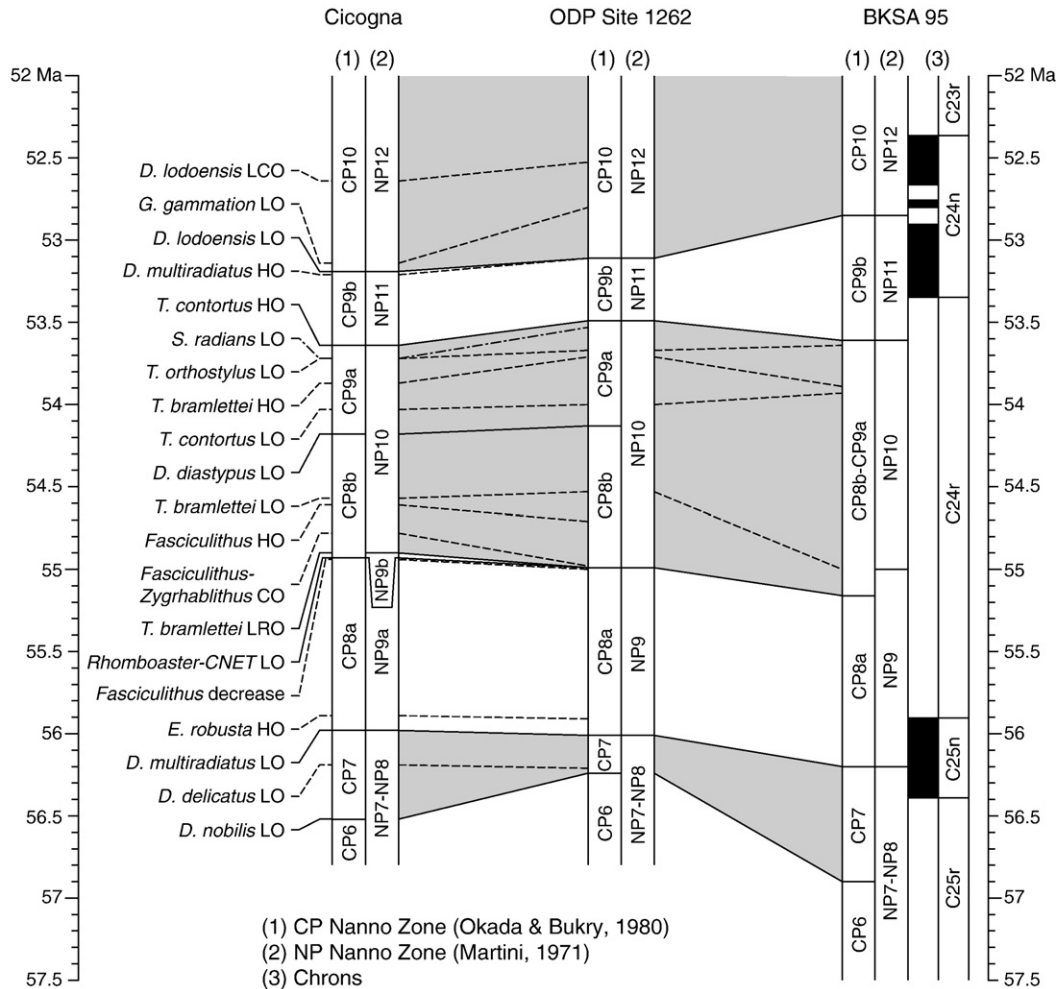 Cicogna
ODP Site 1262
BKSA 95
(1) (2)
(1) (2)
(1) (2) (3)
52 Ma
52.5
53
53.5
54
54.5
55
55.5
56
56.5
57
57.5
D. lodoensis LCO
G. gammation LO
D. lodoensis LO
D. multiradiatus HO
T. contortus HO
S. radians LO
T. orthostylus LO
T. bramlettei HO
T. contortus LO
D. diastypus LO
T. bramlettei LO
Fasciculithus HO
Fasciculithus-
Zygrhablithus CO
T. bramlettei LRO
Rhomboaster-CNET LO
Fasciculithus decrease
E. robusta HO
D. multiradiatus LO
D. delicatus LO
D. nobilis LO
CP10
CP9b
CP9a
CP8b
CP8a
CP7
CP6
NP12
NP11
NP10
NP9b
NP9a
NP7-NP8
CP10
CP9b
CP9a
CP8b
CP8a
CP7
CP6
NP12
NP11
NP10
NP9
NP7-NP8
CP10
CP9b
CP8b-CP9a
CP8a
CP7
CP6
NP12
NP11
NP10
NP9
NP7-NP8
C23r
C24n
C24r
C25n
C25r
52 Ma
52.5
53
53.5
54
54.5
55
55.5
56
56.5
57
57.5
(1) CP Nanno Zone (Okada & Bukry, 1980)
(2) NP Nanno Zone (Martini, 1971)
(3) Chrons